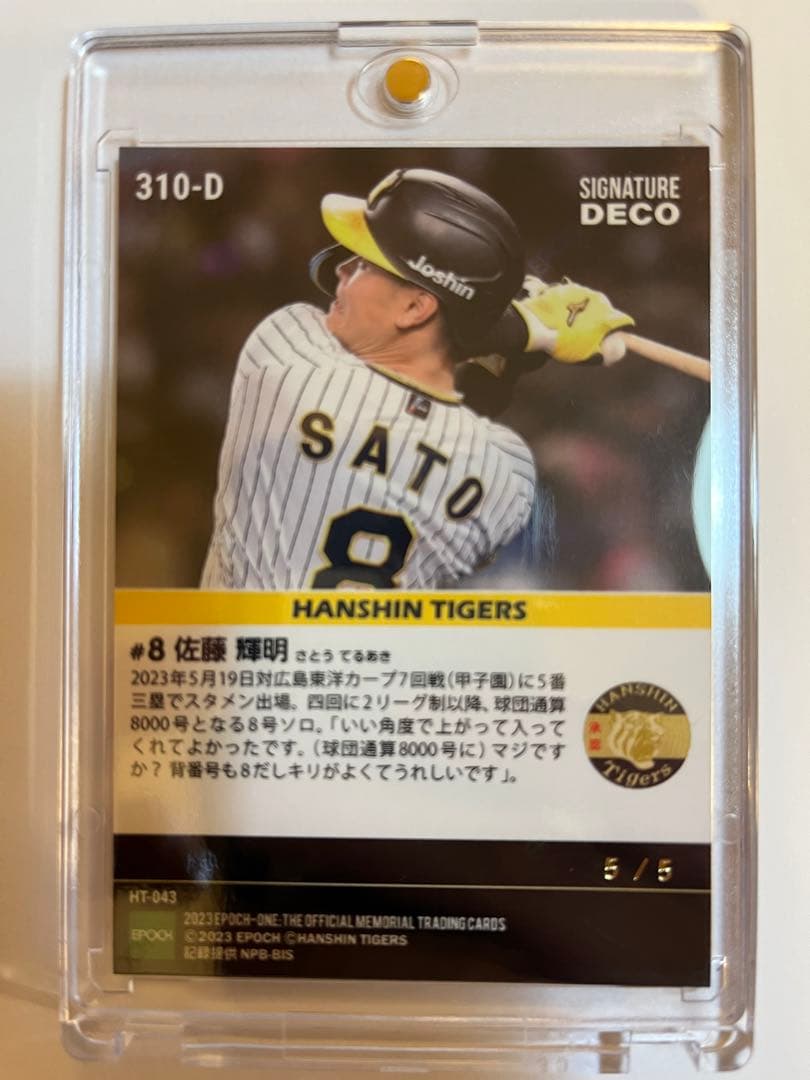 310-D
SIGNATURE
DECO
Joshin
SATO
8
HANSHIN TIGERS
#8 佐藤 輝明 さとう てるあき
2023年5月19日対広島東洋カープ7回戦(甲子園)に5番
三塁でスタメン出場。四回に2リーグ制以降、球団通算
8000号となる8号ソロ。「いい角度で上がって入って
くれてよかったです。(球団通算8000号に)マジです
か? 背番号も8だしキリがよくてうれしいです」。
HANSHIN
承認
Tigers
5/5
HT-043
EPOCH
2023 EPOCH-ONE:THE OFFICIAL MEMORIAL TRADING CARDS
©2023 EPOCH ©HANSHIN TIGERS
記録提供 NPB-BIS